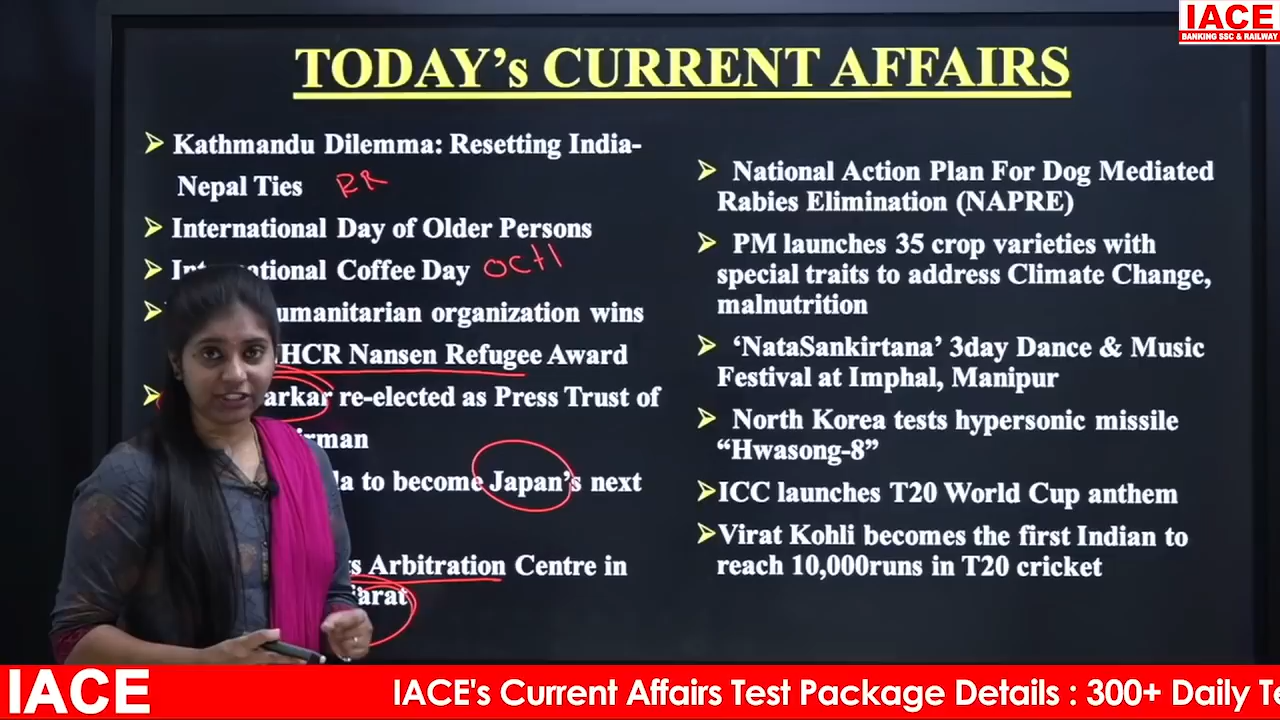 IACE
BANKING SSC & RAILWAY
TODAY's CURRENT AFFAIRS
➢ Kathmandu Dilemma: Resetting India-
Nepal Ties RR
➢ International Day of Older Persons
➢ International Coffee Day Oct 1
➢ umanitarian organization wins
HCR Nansen Refugee Award
arkar re-elected as Press Trust of
irman
to become Japan's next
Arbitration Centre in
arat
➢ National Action Plan For Dog Mediated
Rabies Elimination (NAPRE)
➢ PM launches 35 crop varieties with
special traits to address Climate Change,
malnutrition
➢ ‘NataSankirtana’ 3day Dance & Music
Festival at Imphal, Manipur
➢ North Korea tests hypersonic missile
“Hwasong-8”
➢ICC launches T20 World Cup anthem
➢Virat Kohli becomes the first Indian to
reach 10,000runs in T20 cricket
IACE
IACE's Current Affairs Test Package Details : 300+ Daily Te